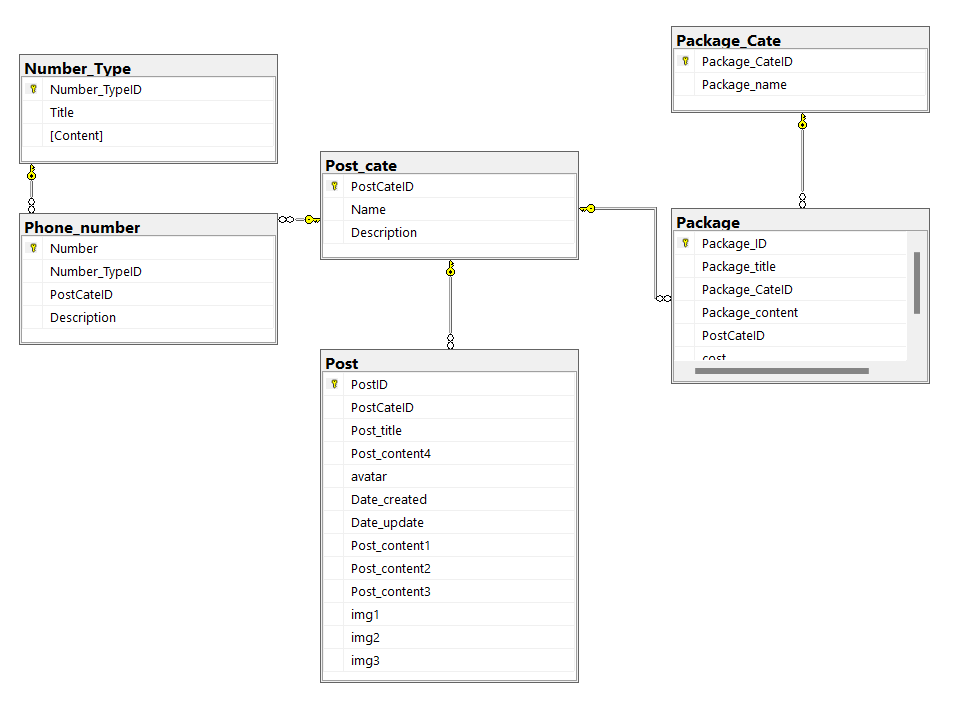 Number_Type
Number_TypeID
Title
[Content]
Phone_number
Number
Number_TypeID
PostCateID
Description
Post_cate
PostCateID
Name
Description
Post
PostID
PostCateID
Post_title
Post_content4
avatar
Date_created
Date_update
Post_content1
Post_content2
Post_content3
img1
img2
img3
Package_Cate
Package_CateID
Package_name
Package
Package_ID
Package_title
Package_CateID
Package_content
PostCateID
cost